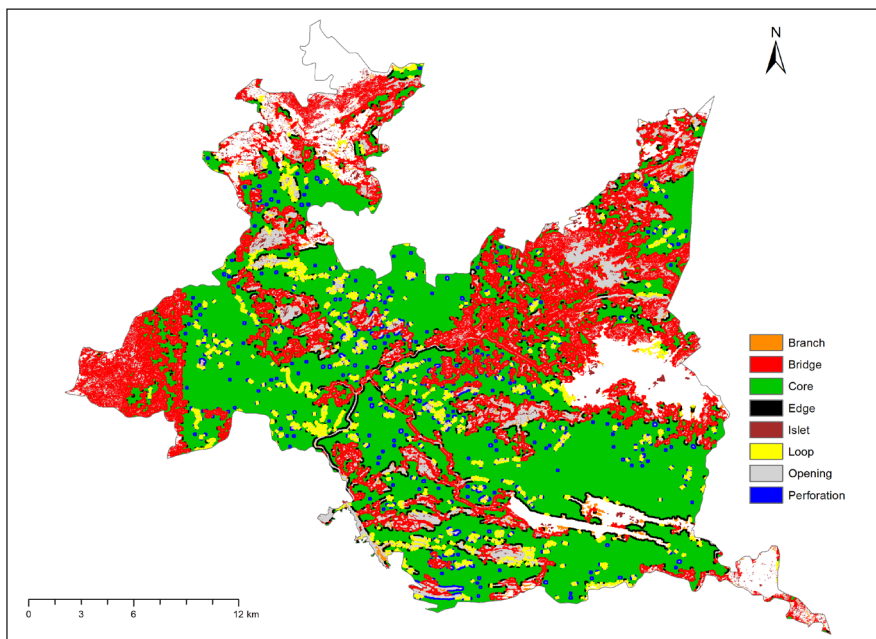 N
Branch
Bridge
Core
Edge
Islet
Loop
Opening
Perforation
0 3 6 12 km